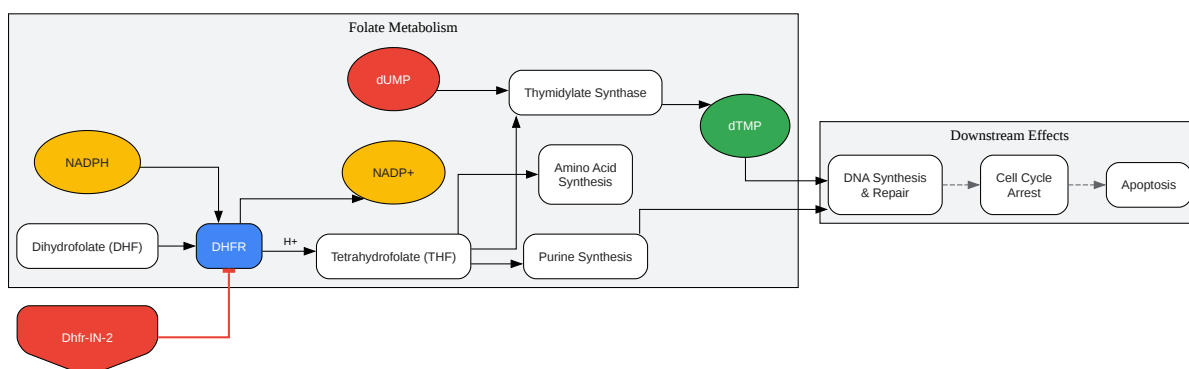 Folate Metabolism
dUMP
Thymidylate Synthase
dTMP
Downstream Effects
NADPH
NADP+
Amino Acid
Synthesis
DNA Synthesis
& Repair
Cell Cycle
Arrest
Apoptosis
Dihydrofolate (DHF)
DHFR
H+
Tetrahydrofolate (THF)
Purine Synthesis
Dhfr-IN-2